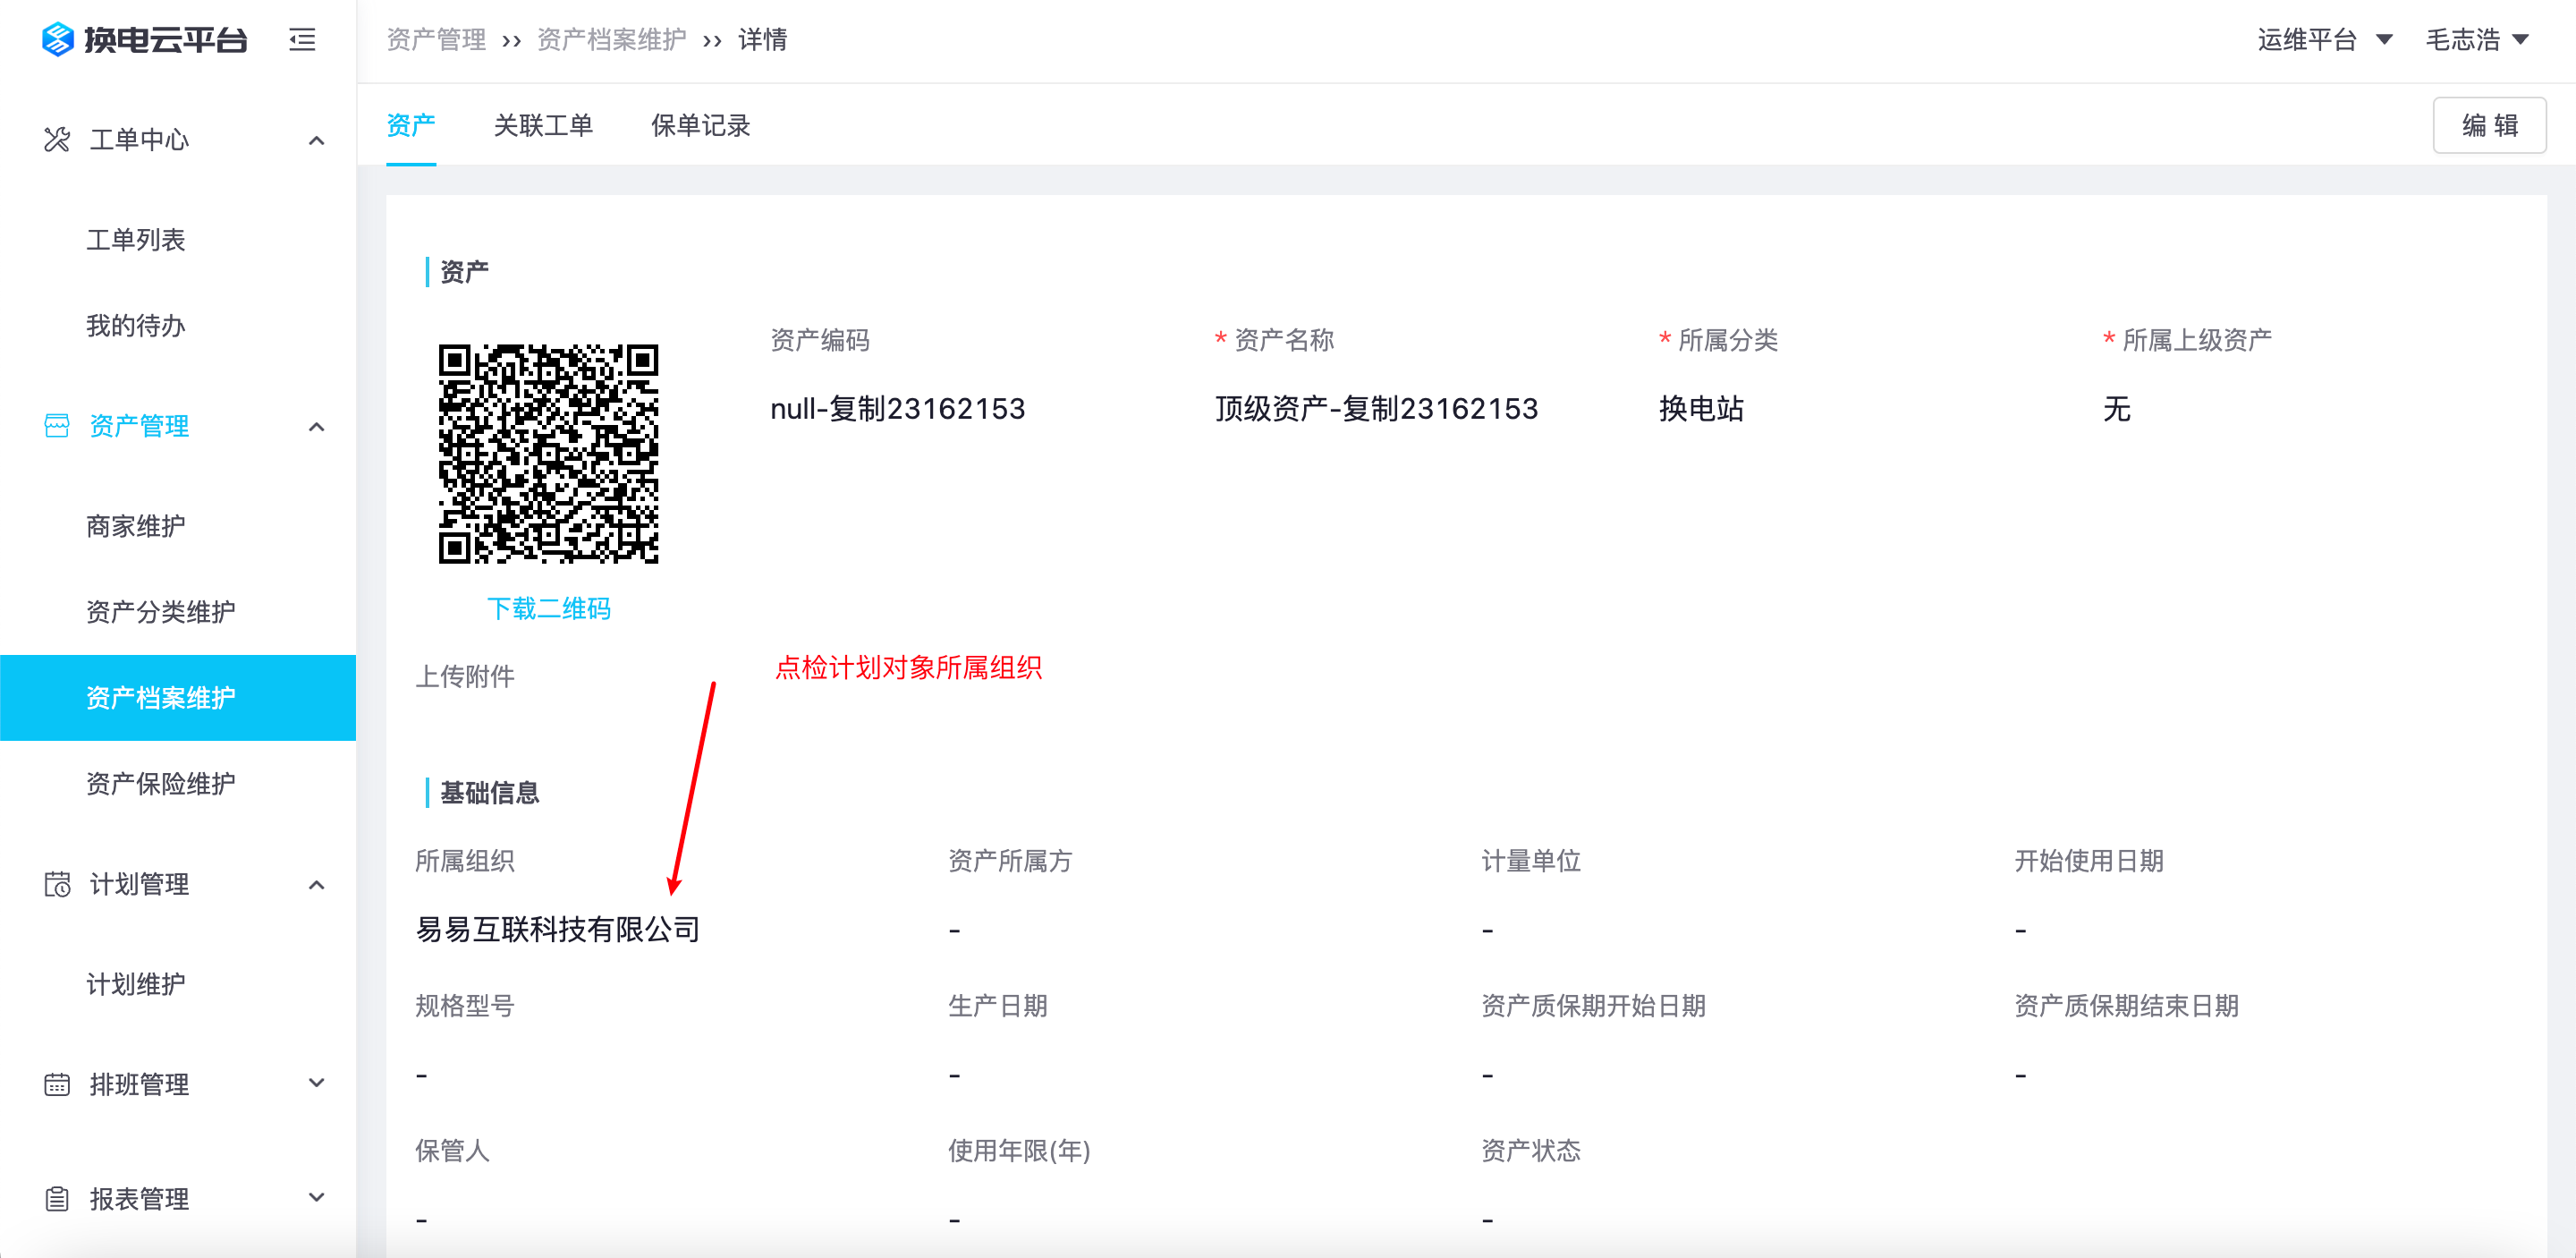 换电云平台
资产管理 ›› 资产档案维护 ›› 详情
运维平台 毛志浩
资产 关联工单 保单记录
编 辑
工单中心
工单列表
我的待办
资产管理
商家维护
资产分类维护
资产档案维护
资产保险维护
计划管理
计划维护
排班管理
报表管理
资产
资产编码 * 资产名称 * 所属分类 * 所属上级资产
null-复制23162153 顶级资产-复制23162153 换电站 无
下载二维码
上传附件
点检计划对象所属组织
基础信息
所属组织 资产所属方 计量单位 开始使用日期
易易互联科技有限公司 - - -
规格型号 生产日期 资产质保期开始日期 资产质保期结束日期
- - - -
保管人 使用年限(年) 资产状态
- - -